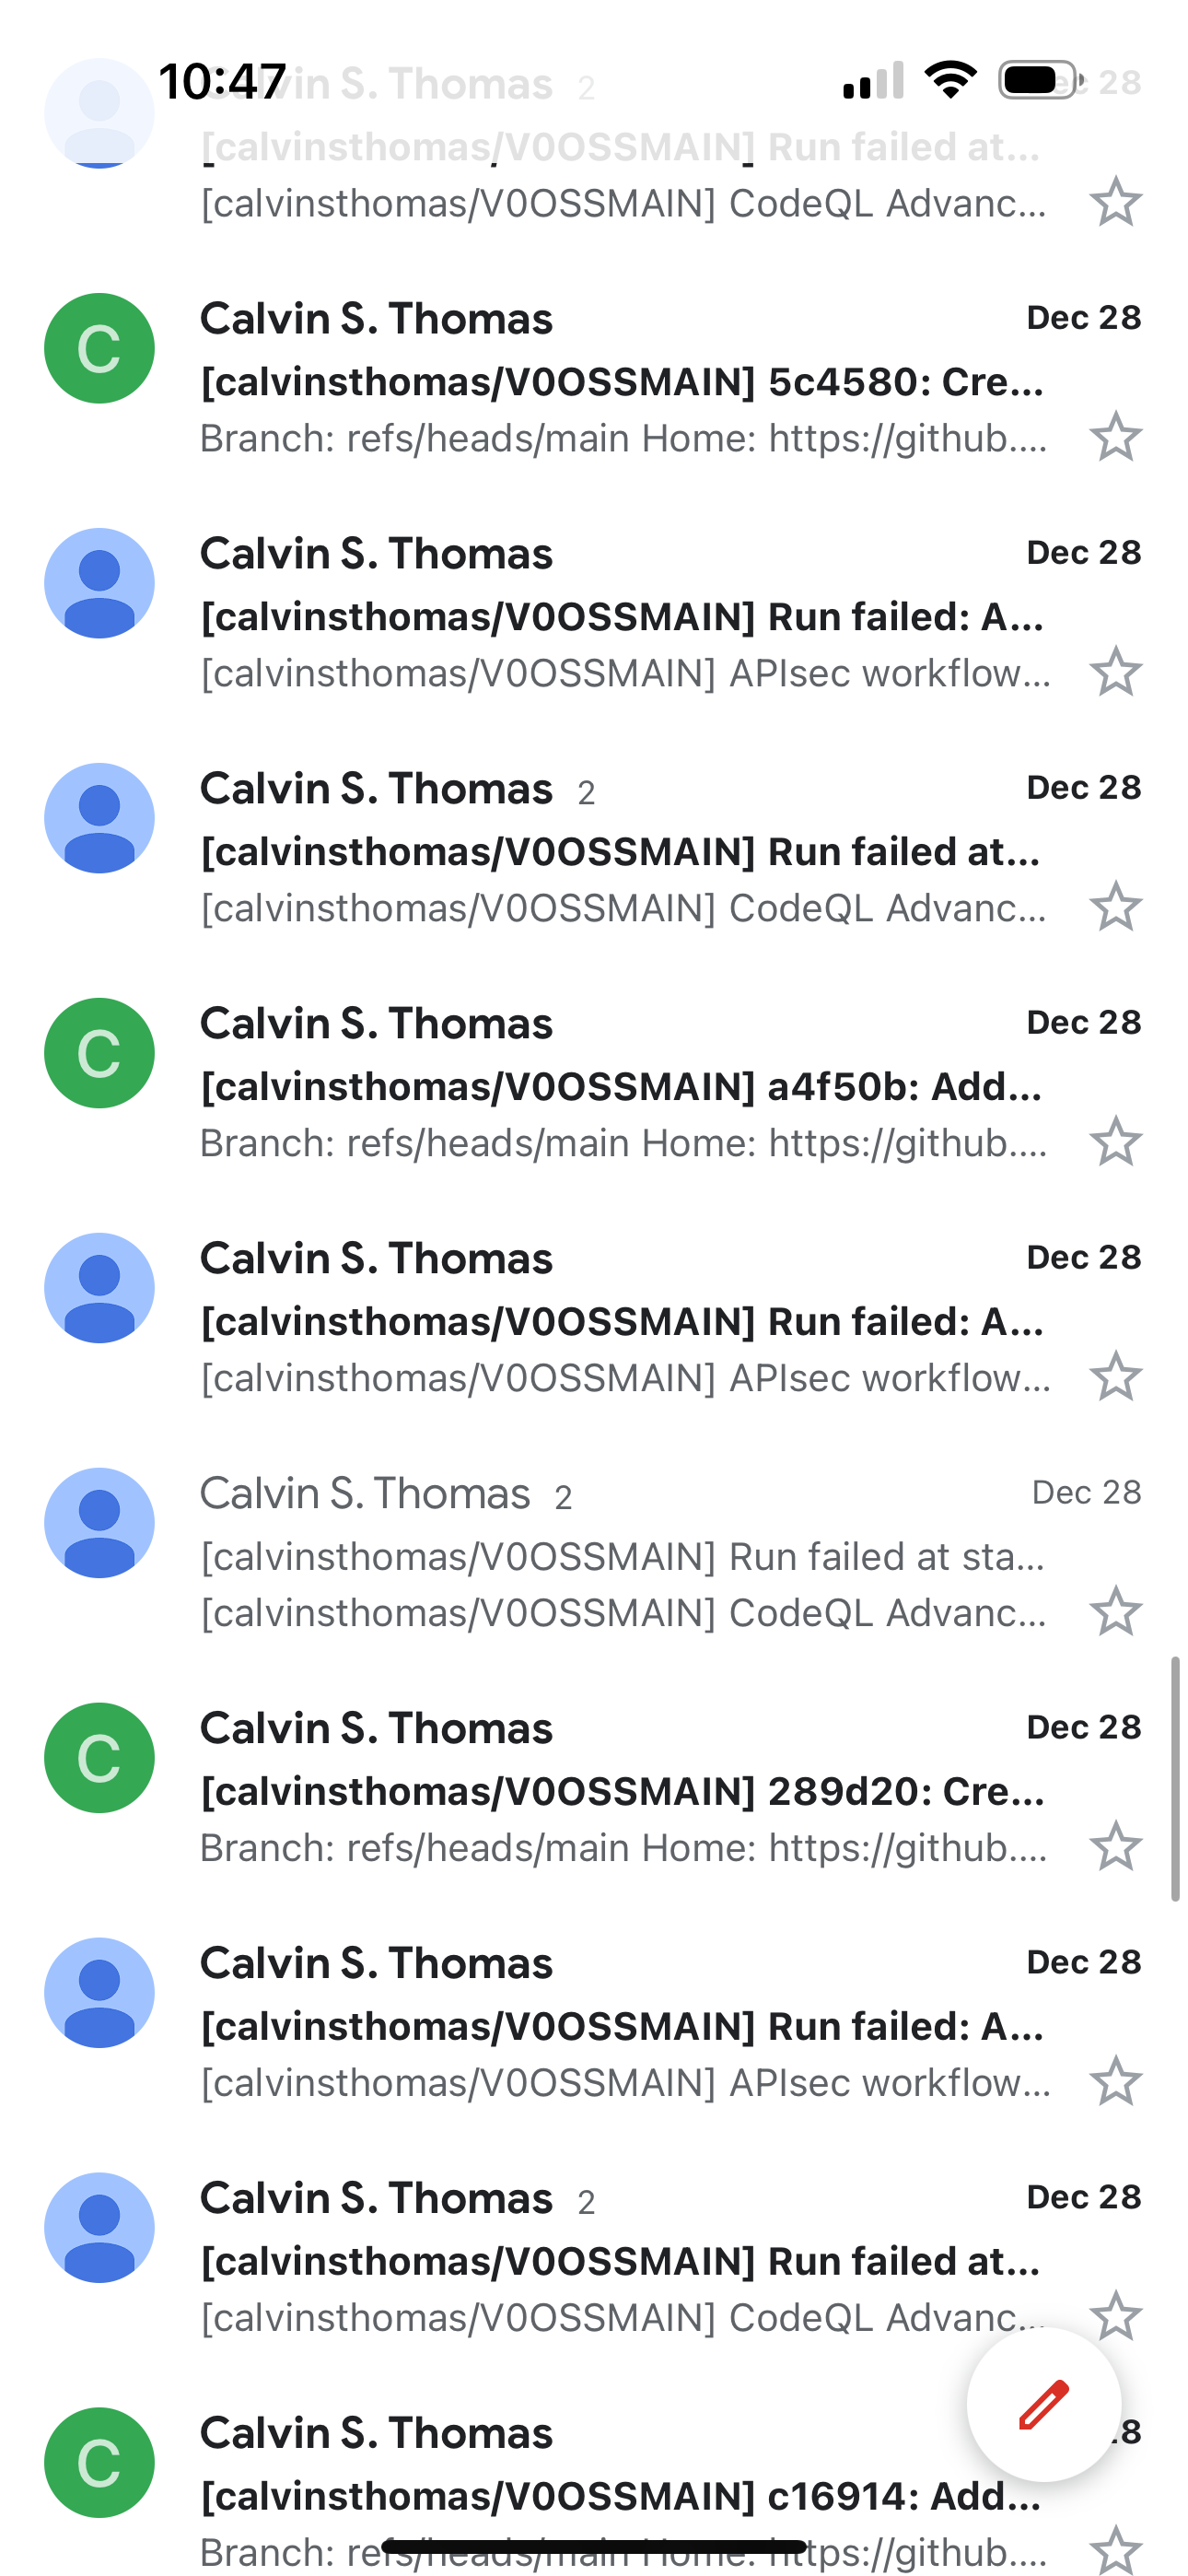 10:47
Calvin S. Thomas 2 Dec 28
[calvinsthomas/V0OSSMAIN] Run failed at...
[calvinsthomas/V0OSSMAIN] CodeQL Advanc...
C
Calvin S. Thomas Dec 28
[calvinsthomas/V0OSSMAIN] 5c4580: Cre...
Branch: refs/heads/main Home: https://github....
Calvin S. Thomas Dec 28
[calvinsthomas/V0OSSMAIN] Run failed: A...
[calvinsthomas/V0OSSMAIN] APIsec workflow...
Calvin S. Thomas 2 Dec 28
[calvinsthomas/V0OSSMAIN] Run failed at...
[calvinsthomas/V0OSSMAIN] CodeQL Advanc...
C
Calvin S. Thomas Dec 28
[calvinsthomas/V0OSSMAIN] a4f50b: Add...
Branch: refs/heads/main Home: https://github....
Calvin S. Thomas Dec 28
[calvinsthomas/V0OSSMAIN] Run failed: A...
[calvinsthomas/V0OSSMAIN] APIsec workflow...
Calvin S. Thomas 2 Dec 28
[calvinsthomas/V0OSSMAIN] Run failed at sta...
[calvinsthomas/V0OSSMAIN] CodeQL Advanc...
C
Calvin S. Thomas Dec 28
[calvinsthomas/V0OSSMAIN] 289d20: Cre...
Branch: refs/heads/main Home: https://github....
Calvin S. Thomas Dec 28
[calvinsthomas/V0OSSMAIN] Run failed: A...
[calvinsthomas/V0OSSMAIN] APIsec workflow...
Calvin S. Thomas 2 Dec 28
[calvinsthomas/V0OSSMAIN] Run failed at...
[calvinsthomas/V0OSSMAIN] CodeQL Advanc...
C
Calvin S. Thomas 28
[calvinsthomas/V0OSSMAIN] c16914: Add...
Branch: refs/heads/main Home: https://github....